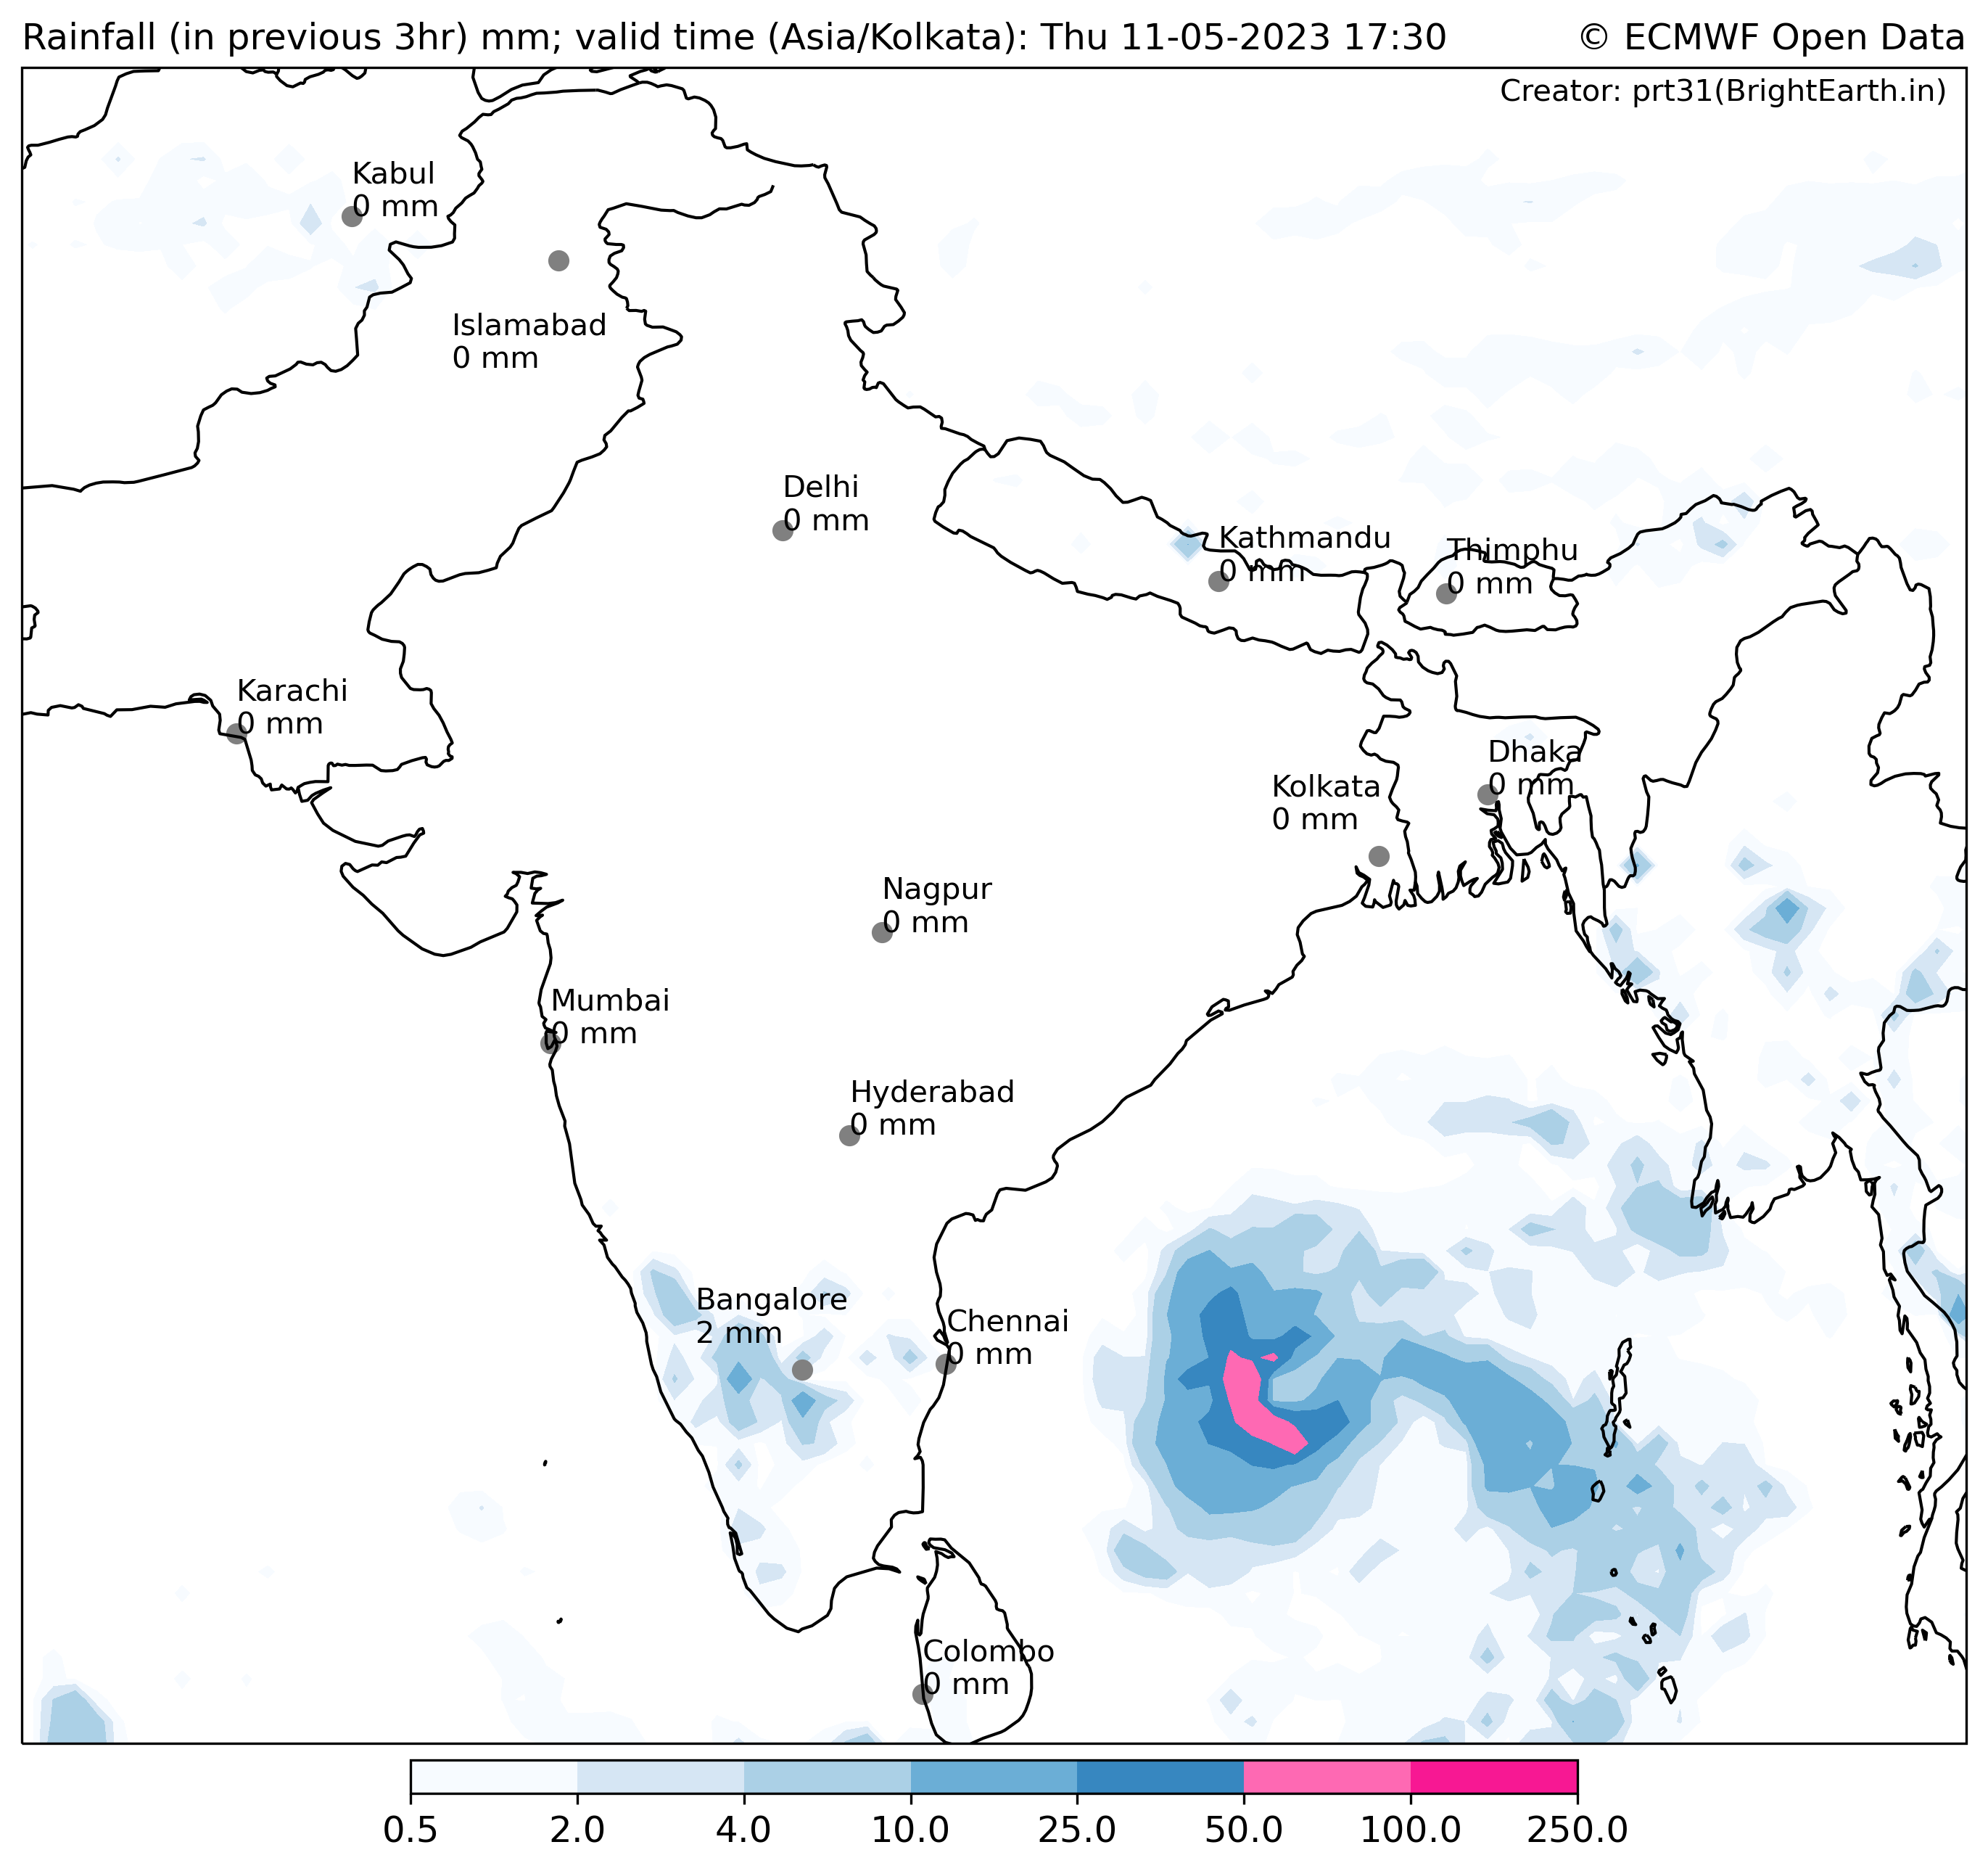 Rainfall (in previous 3hr) mm; valid time (Asia/Kolkata): Thu 11-05-2023 17:30
© ECMWF Open Data
Creator: prt31(BrightEarth.in)
Kabul
0 mm
Islamabad
0 mm
Delhi
0 mm
Kathmandu
0 mm
Thimphu
0 mm
Karachi
0 mm
Dhaka
0 mm
Kolkata
0 mm
Nagpur
0 mm
Mumbai
0 mm
Hyderabad
0 mm
Bangalore
2 mm
Chennai
0 mm
Colombo
0 mm
0.5 2.0 4.0 10.0 25.0 50.0 100.0 250.0